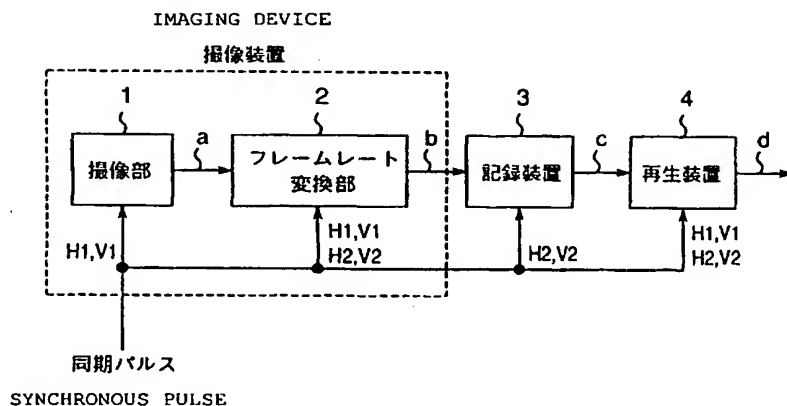 IMAGING DEVICE
撮像装置
1
2
3
4
a
b
c
d
撮像部
フレームレート
変換部
記録装置
再生装置
H1,V1
H1,V1
H2,V2
H2,V2
H1,V1
H2,V2
同期パルス
SYNCHRONOUS PULSE